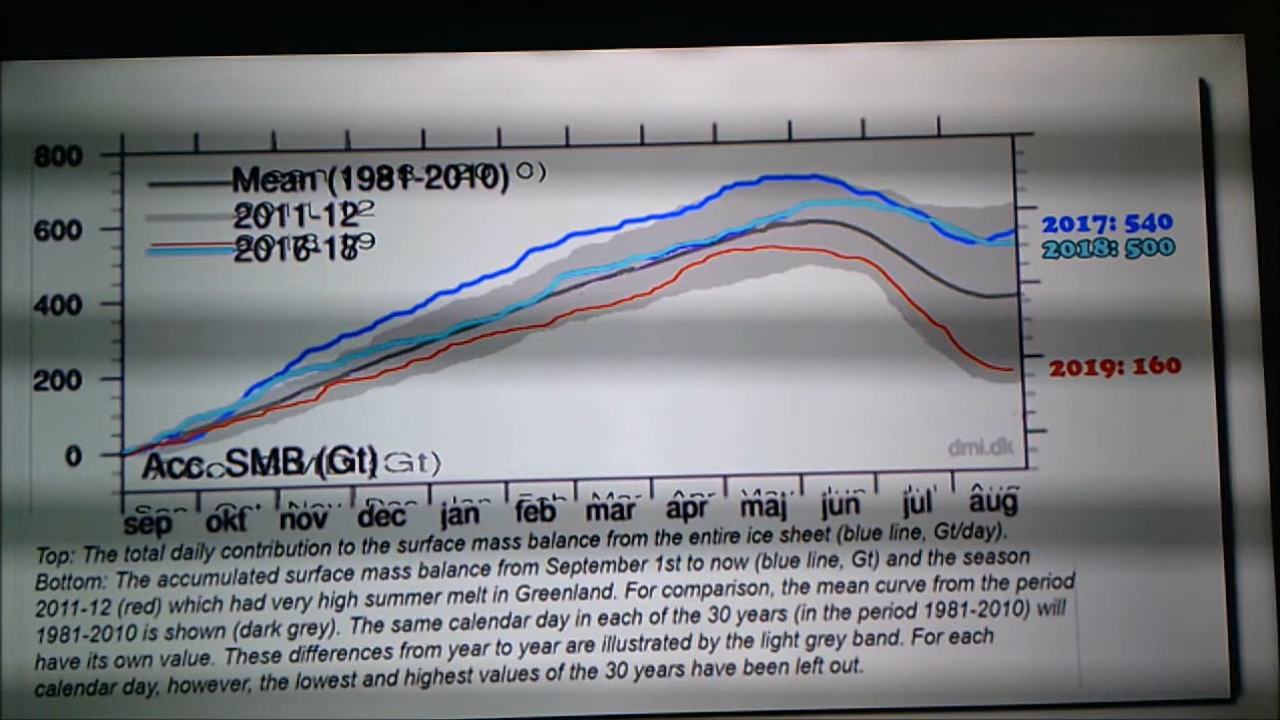 800
Mean (1981-2010)
2011-12
600
2017: 540
2018: 500
400
2019: 160
200
dmi.dk
0
Acc. SMB (Gt)
sep okt nov dec jan feb mar apr maj jun jul aug
Top: The total daily contribution to the surface mass balance from the entire ice sheet (blue line, Gt/day).
Bottom: The accumulated surface mass balance from September 1st to now (blue line, Gt) and the season
2011-12 (red) which had very high summer melt in Greenland. For comparison, the mean curve from the period
1981-2010 is shown (dark grey). The same calendar day in each of the 30 years (in the period 1981-2010) will
have its own value. These differences from year to year are illustrated by the light grey band. For each
calendar day, however, the lowest and highest values of the 30 years have been left out.